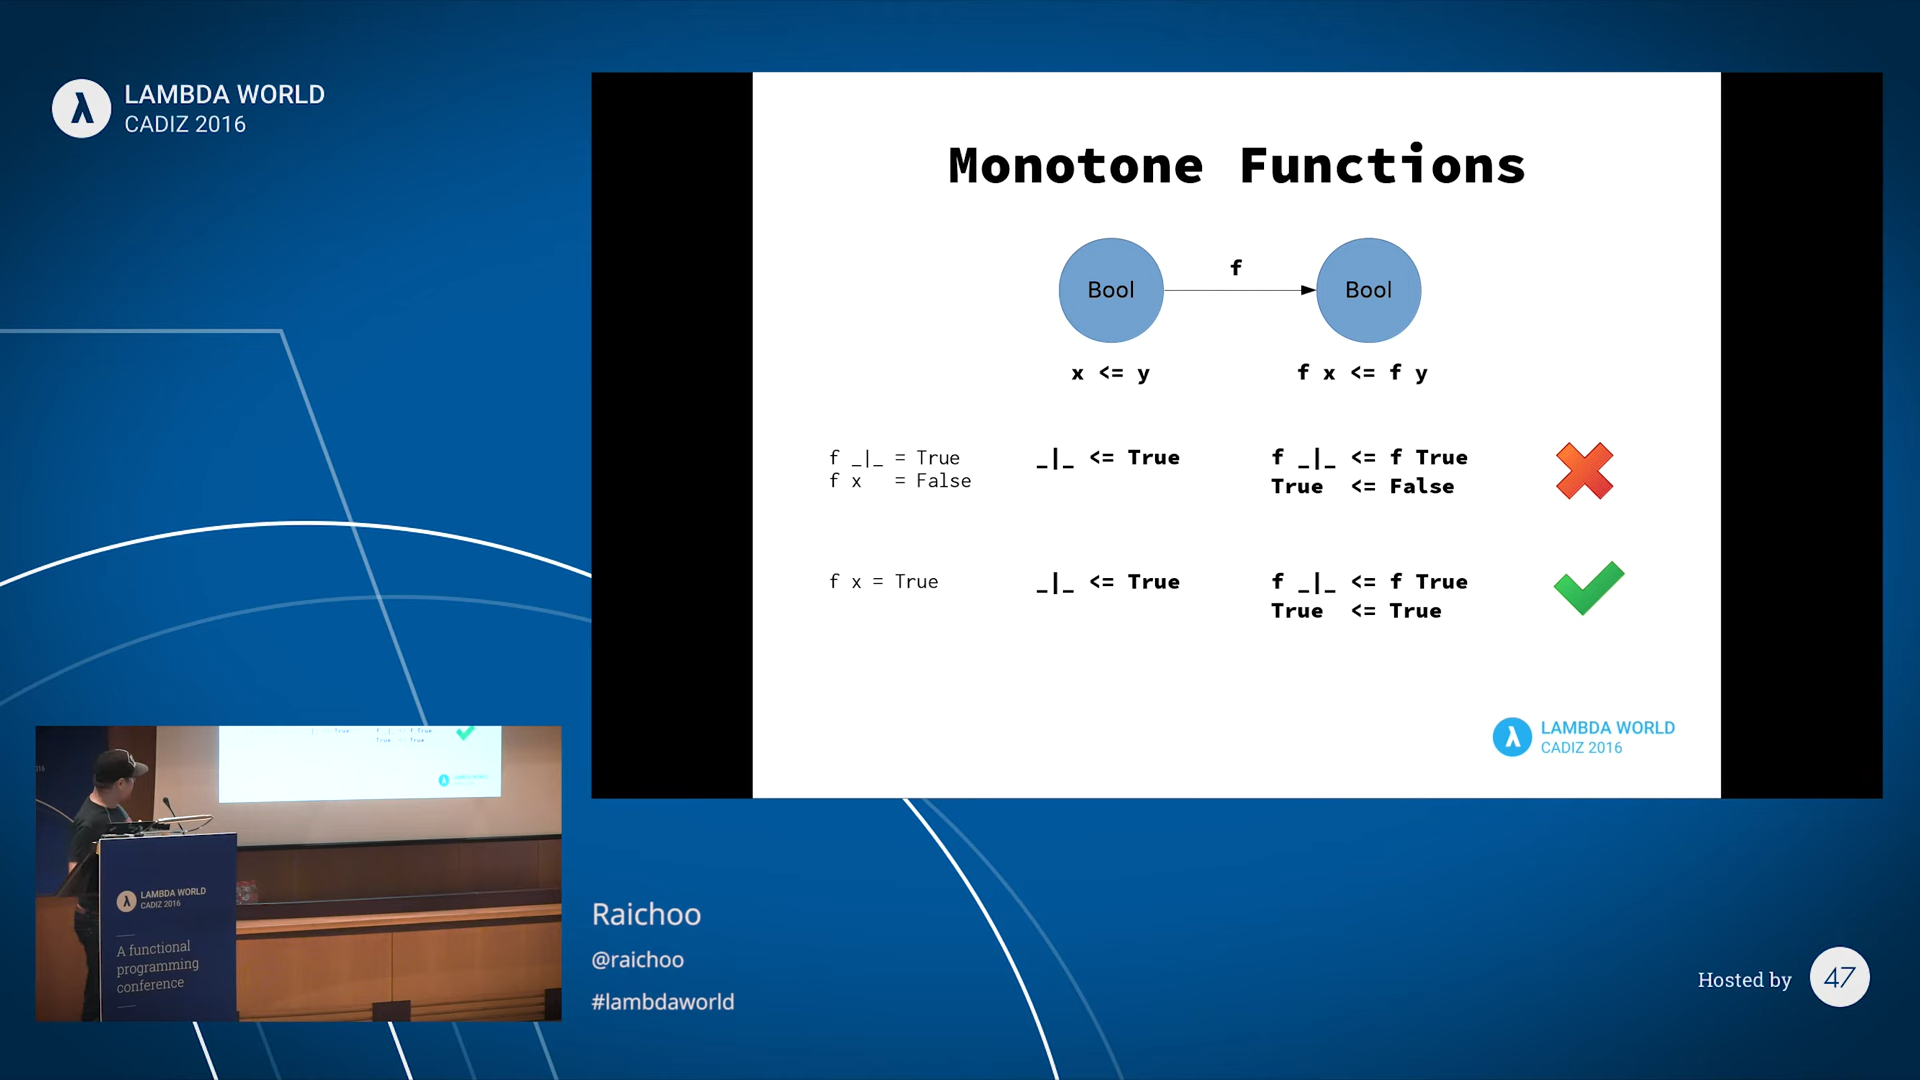 LAMBDA WORLD
CADIZ 2016
Monotone Functions
Bool
f
Bool
x <= y
f x <= f y
f _|_ = True
f x = False
_|_ <= True
f _|_ <= f True
True <= False
f x = True
_|_ <= True
f _|_ <= f True
True <= True
LAMBDA WORLD
CADIZ 2016
LAMBDA WORLD
CADIZ 2016
A functional
programming
conference
Raichoo
@raichoo
#lambdaworld
Hosted by
47